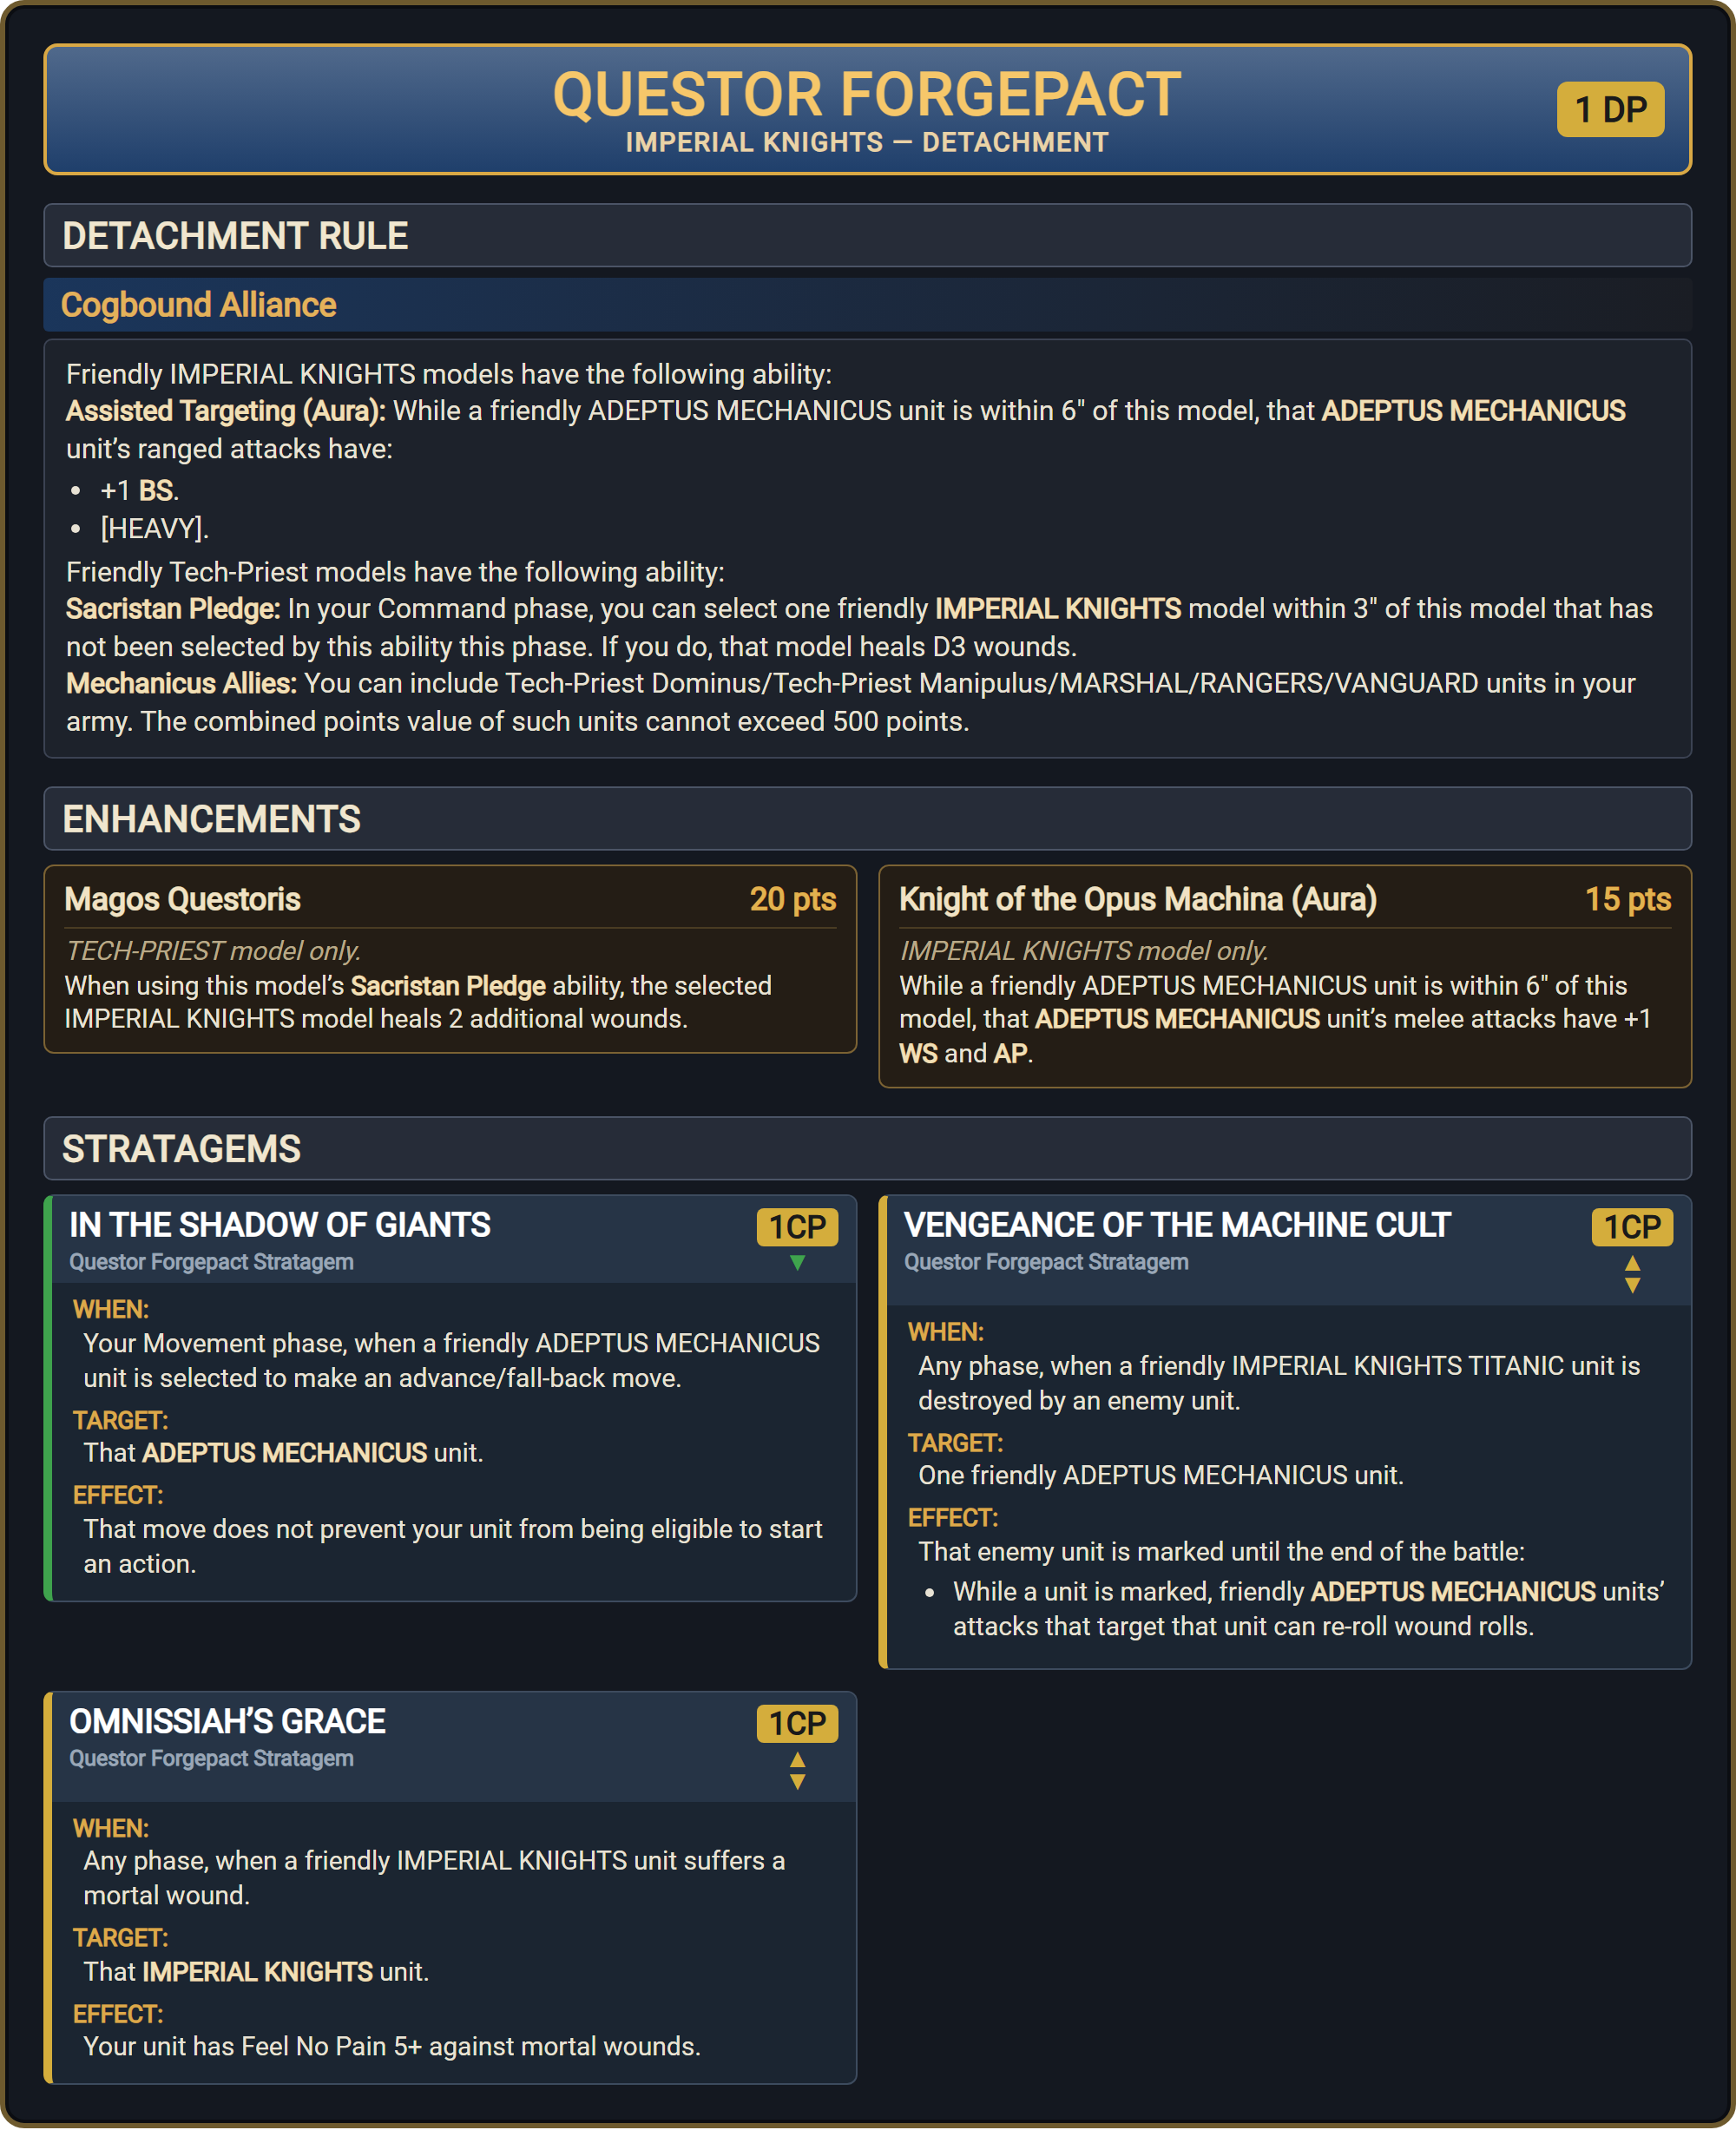 QUESTOR FORGEPACT
IMPERIAL KNIGHTS — DETACHMENT
1 DP
DETACHMENT RULE
Cogbound Alliance
Friendly IMPERIAL KNIGHTS models have the following ability:
Assisted Targeting (Aura): While a friendly ADEPTUS MECHANICUS unit is within 6" of this model, that ADEPTUS MECHANICUS
unit’s ranged attacks have:
• +1 BS.
• [HEAVY].
Friendly Tech-Priest models have the following ability:
Sacristan Pledge: In your Command phase, you can select one friendly IMPERIAL KNIGHTS model within 3" of this model that has
not been selected by this ability this phase. If you do, that model heals D3 wounds.
Mechanicus Allies: You can include Tech-Priest Dominus/Tech-Priest Manipulus/MARSHAL/RANGERS/VANGUARD units in your
army. The combined points value of such units cannot exceed 500 points.
ENHANCEMENTS
Magos Questoris 20 pts
TECH-PRIEST model only.
When using this model’s Sacristan Pledge ability, the selected
IMPERIAL KNIGHTS model heals 2 additional wounds.
Knight of the Opus Machina (Aura) 15 pts
IMPERIAL KNIGHTS model only.
While a friendly ADEPTUS MECHANICUS unit is within 6" of this
model, that ADEPTUS MECHANICUS unit’s melee attacks have +1
WS and AP.
STRATAGEMS
IN THE SHADOW OF GIANTS 1CP
Questor Forgepact Stratagem ▼
WHEN:
Your Movement phase, when a friendly ADEPTUS MECHANICUS
unit is selected to make an advance/fall-back move.
TARGET:
That ADEPTUS MECHANICUS unit.
EFFECT:
That move does not prevent your unit from being eligible to start
an action.
VENGEANCE OF THE MACHINE CULT 1CP
Questor Forgepact Stratagem ▲
▼
WHEN:
Any phase, when a friendly IMPERIAL KNIGHTS TITANIC unit is
destroyed by an enemy unit.
TARGET:
One friendly ADEPTUS MECHANICUS unit.
EFFECT:
That enemy unit is marked until the end of the battle:
• While a unit is marked, friendly ADEPTUS MECHANICUS units’
attacks that target that unit can re-roll wound rolls.
OMNISSIAH’S GRACE 1CP
Questor Forgepact Stratagem ▲
▼
WHEN:
Any phase, when a friendly IMPERIAL KNIGHTS unit suffers a
mortal wound.
TARGET:
That IMPERIAL KNIGHTS unit.
EFFECT:
Your unit has Feel No Pain 5+ against mortal wounds.